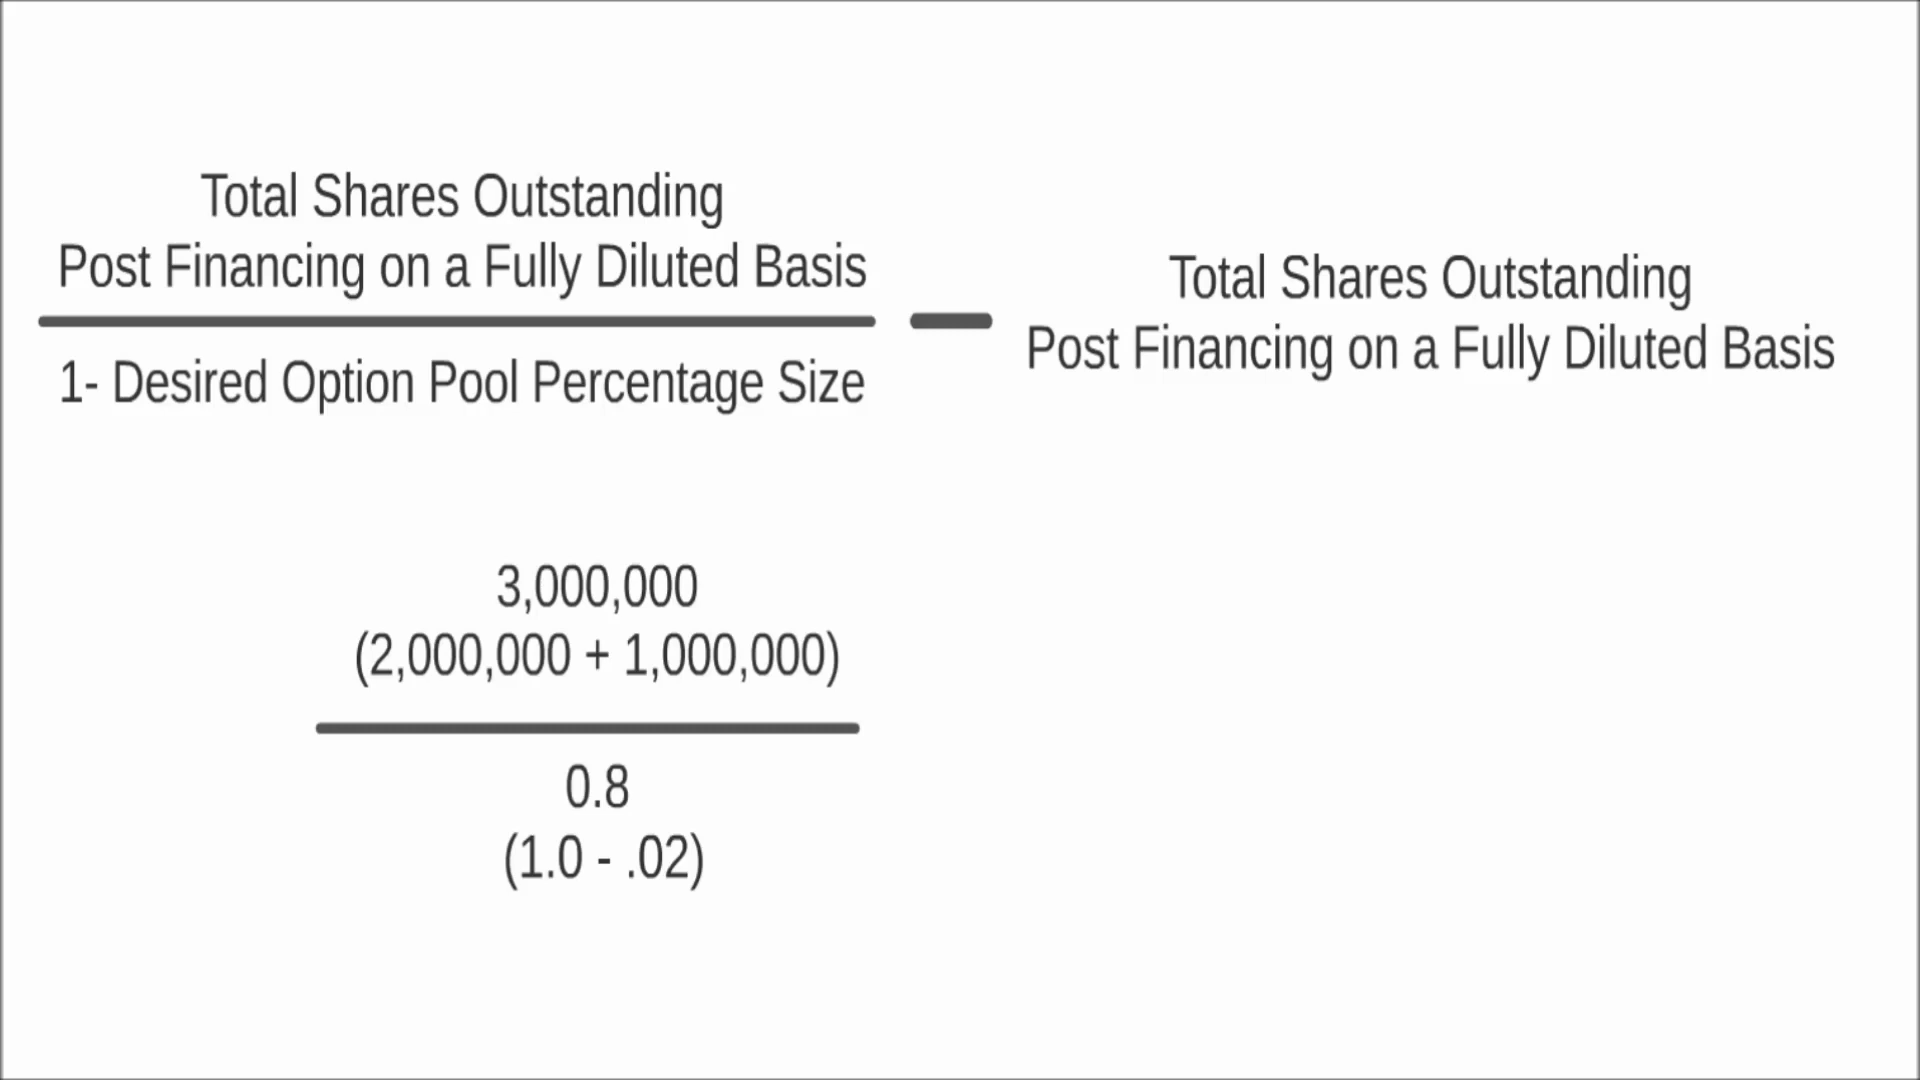 Total Shares Outstanding
Post Financing on a Fully Diluted Basis
1- Desired Option Pool Percentage Size
Total Shares Outstanding
Post Financing on a Fully Diluted Basis
3,000,000
(2,000,000 + 1,000,000)
0.8
(1.0 - .02)